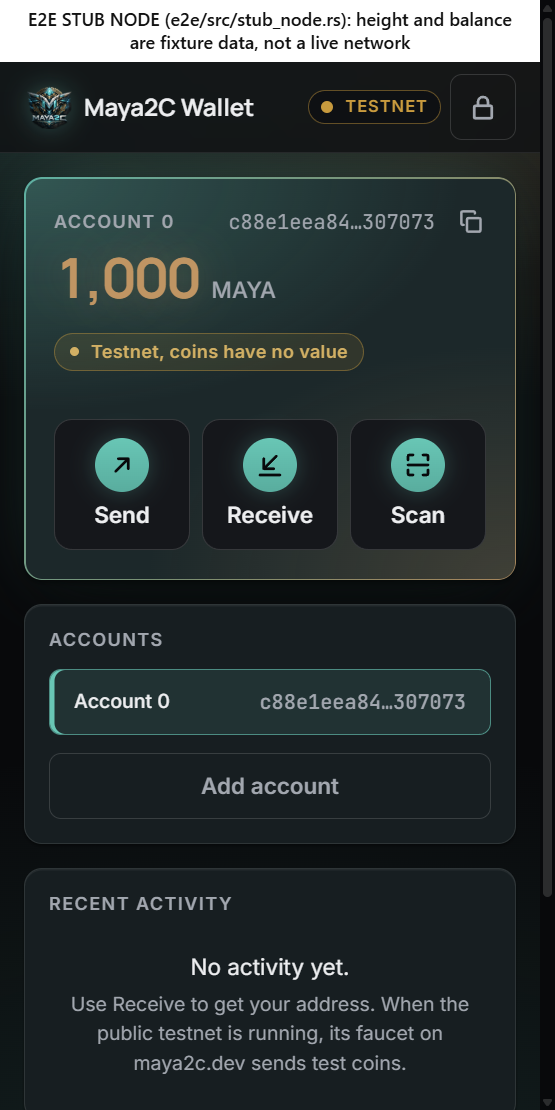 E2E STUB NODE (e2e/src/stub_node.rs): height and balance
are fixture data, not a live network
MAYA2C
Maya2C Wallet
TESTNET
ACCOUNT 0
c88e1eea84…307073
1,000 MAYA
Testnet, coins have no value
Send
Receive
Scan
ACCOUNTS
Account 0
c88e1eea84…307073
Add account
RECENT ACTIVITY
No activity yet.
Use Receive to get your address. When the
public testnet is running, its faucet on
maya2c.dev sends test coins.